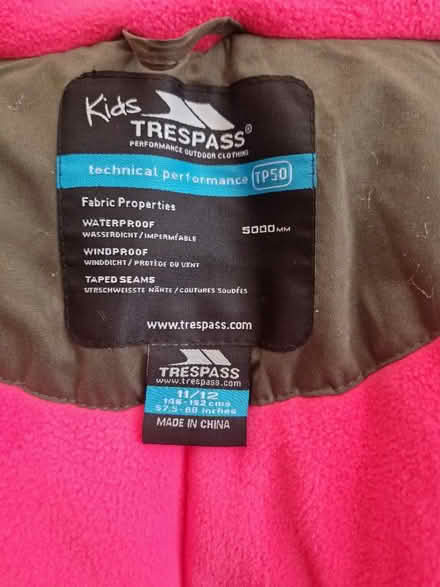 Kids
TRESPASS®
PERFORMANCE OUTDOOR CLOTHING
technical performance TP50
Fabric Properties
WATERPROOF 5000MM
WASSERDICHT/IMPERMÉABLE
WINDPROOF
WINDDICHT/PROTÈGE DU VENT
TAPED SEAMS
VERSCHWEISSTE NÄHTE/COUTURES SOUDÉES
www.trespass.com
TRESPASS
www.trespass.com
11/12
146-152 cms
57.5-60 inches
MADE IN CHINA